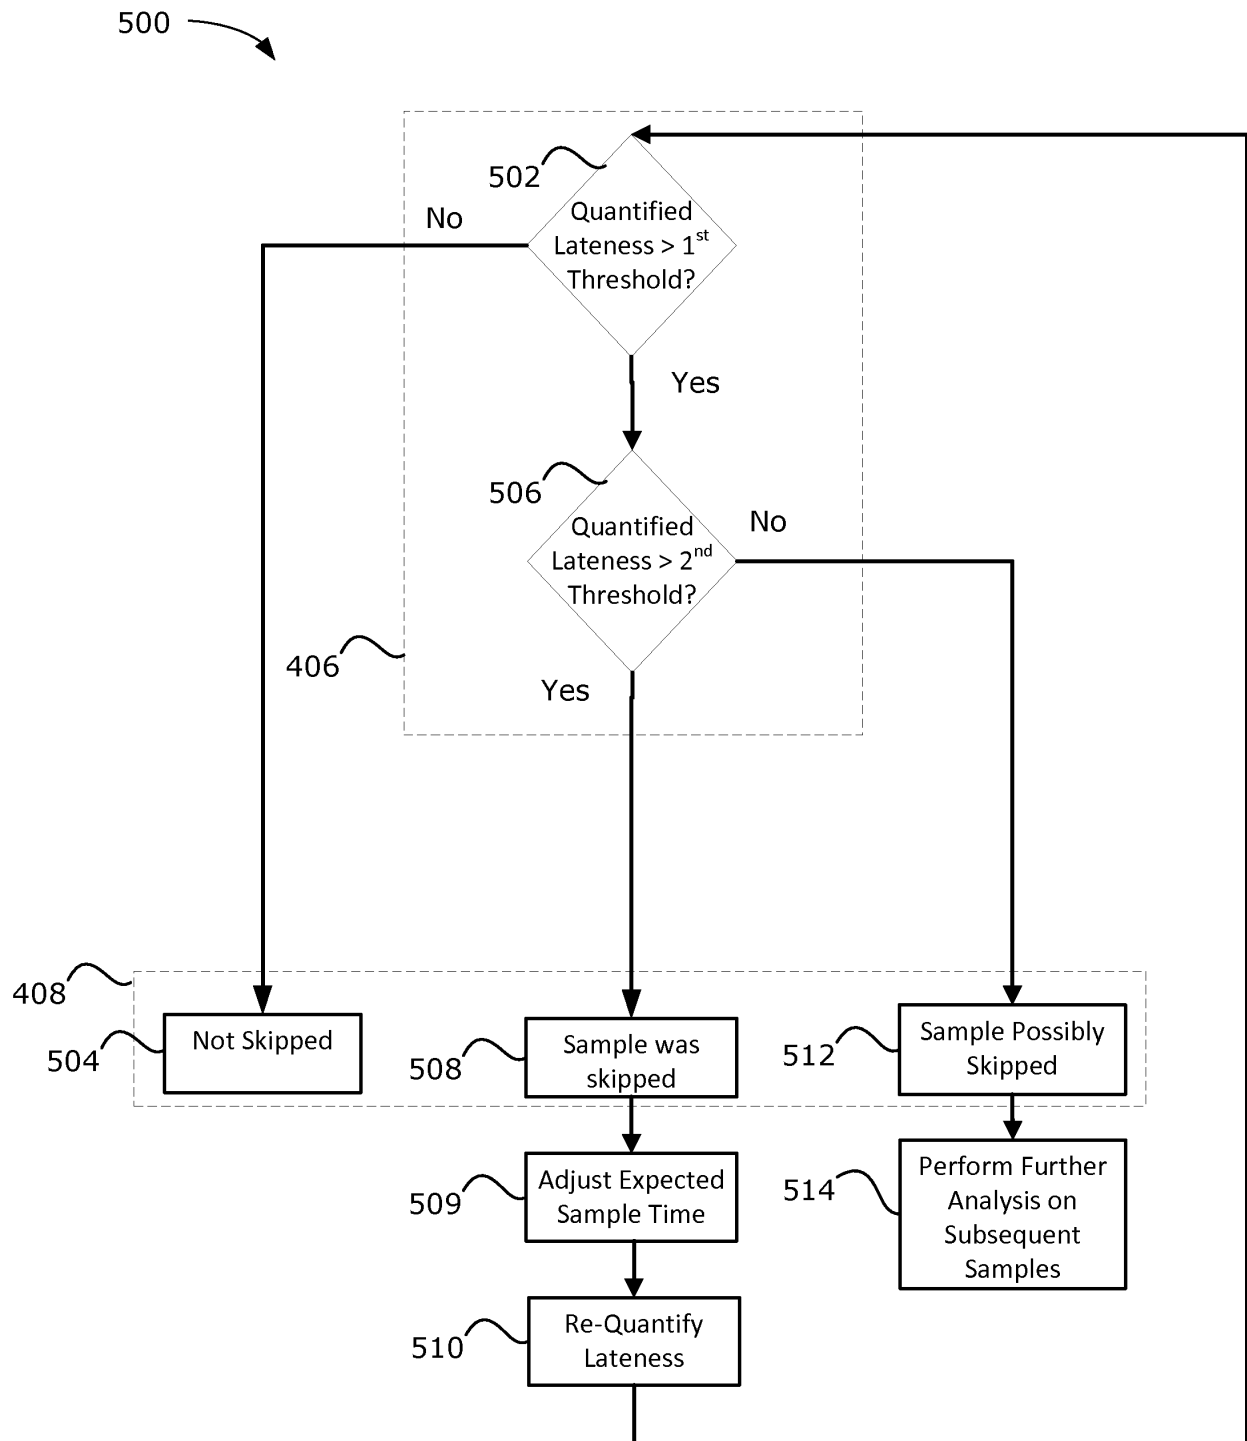 500
502
Quantified
Lateness > 1st
Threshold?
No
Yes
506
Quantified
Lateness > 2nd
Threshold?
No
406
Yes
408
504
Not Skipped
508
Sample was
skipped
512
Sample Possibly
Skipped
509
Adjust Expected
Sample Time
514
Perform Further
Analysis on
Subsequent
Samples
510
Re-Quantify
Lateness